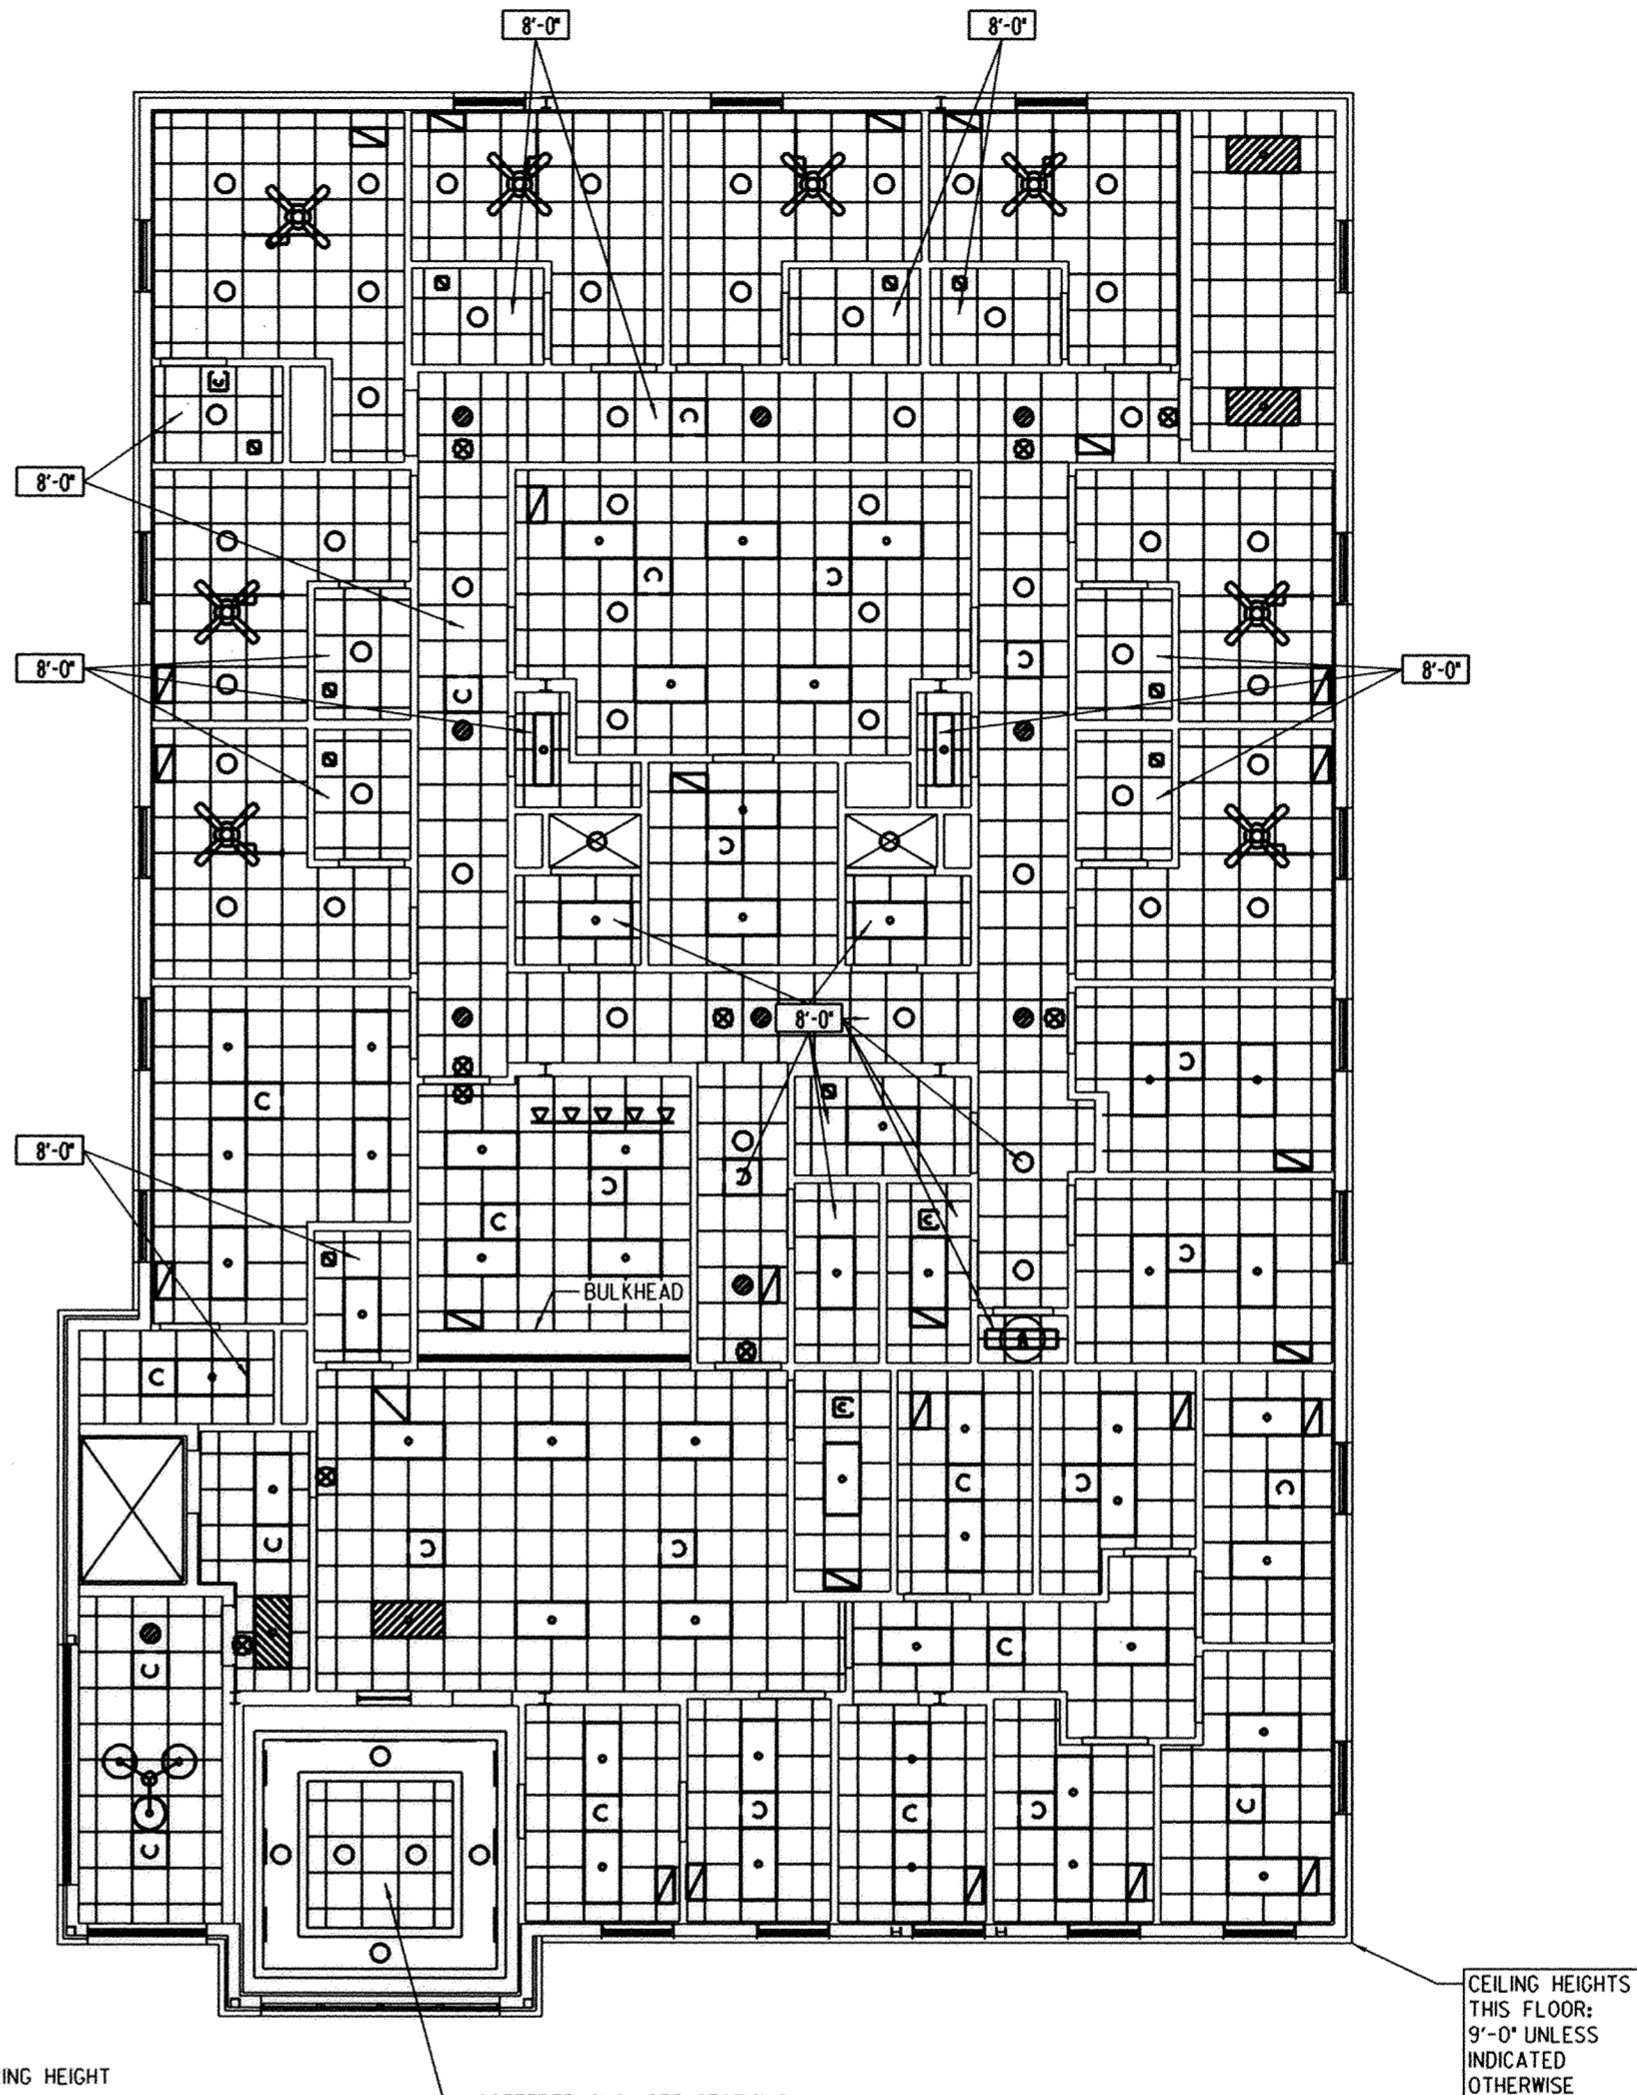 8'-0"
8'-0"
8'-0"
8'-0"
8'-0"
8'-0"
8'-0"
BULKHEAD
A
CEILING HEIGHTS
THIS FLOOR:
9'-0" UNLESS
INDICATED
OTHERWISE
ING HEIGHT